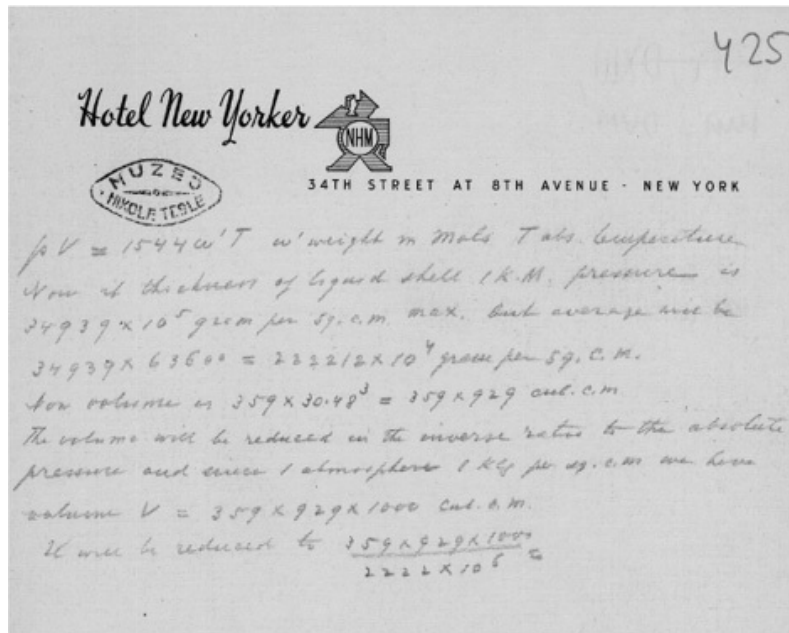 425
Hotel New Yorker
NHM
34TH STREET AT 8TH AVENUE · NEW YORK
MUZEJ
NIKOLE TESLE
pV = 1544 w' T w' weight in Mols T abs. temperature
Now if thickness of liquid shell 1 K.M. pressure is
34939 × 10⁵ gram per sq. c.m. max. but average will be
34939 × 63600 = 222212 × 10⁴ gram per sq. c.m.
Now volume is 359 × 30.48³ = 359 × 929 cub. c.m
The volume will be reduced in the inverse ratio to the absolute
pressure and since 1 atmosphere 1 Kg per sq. c.m we have
volume V = 359 × 929 × 1000 cub. c.m.
It will be reduced to 359 × 929 × 1000
2222 × 10⁶ =